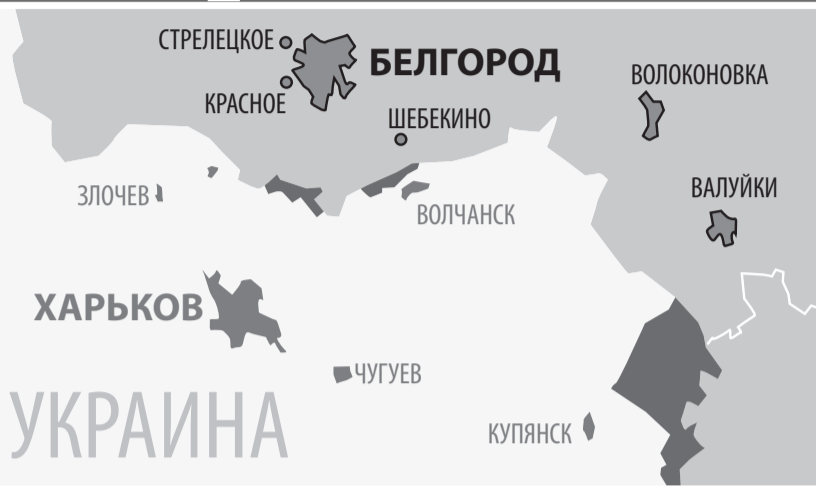 СТРЕЛЕЦКОЕ
БЕЛГОРОД
ВОЛОКОНОВКА
КРАСНОЕ
ШЕБЕКИНО
ЗЛОЧЕВ
ВАЛУЙКИ
ВОЛЧАНСК
ХАРЬКОВ
ЧУГУЕВ
УКРАИНА
КУПЯНСК